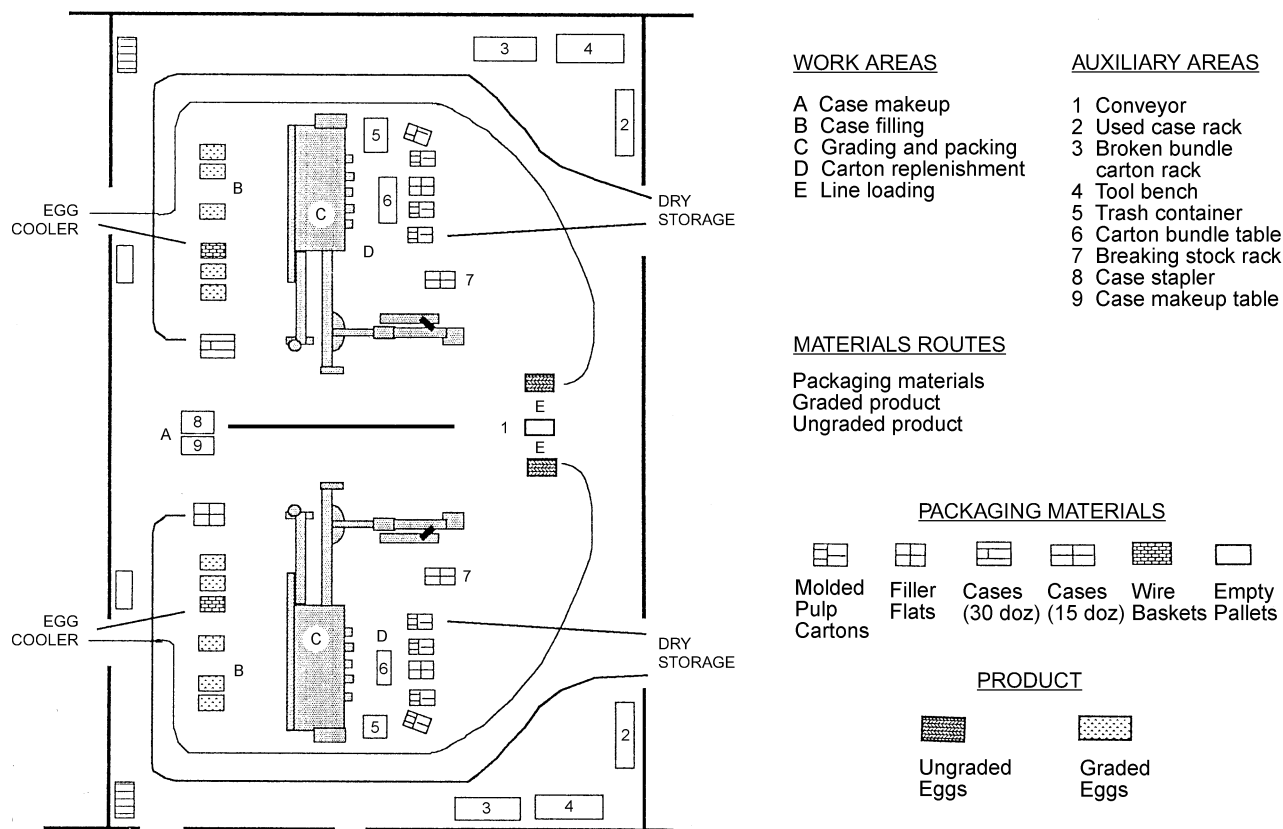 3
4
2
5
B
6
C
D
7
EGG
COOLER
DRY
STORAGE
E
8
A
9
1
E
7
EGG
COOLER
C
D
6
B
5
DRY
STORAGE
2
3
4
WORK AREAS
A Case makeup
B Case filling
C Grading and packing
D Carton replenishment
E Line loading
AUXILIARY AREAS
1 Conveyor
2 Used case rack
3 Broken bundle
carton rack
4 Tool bench
5 Trash container
6 Carton bundle table
7 Breaking stock rack
8 Case stapler
9 Case makeup table
MATERIALS ROUTES
Packaging materials
Graded product
Ungraded product
PACKAGING MATERIALS
Molded
Pulp
Cartons
Filler
Flats
Cases
(30 doz)
Cases
(15 doz)
Wire
Baskets
Empty
Pallets
PRODUCT
Ungraded
Eggs
Graded
Eggs